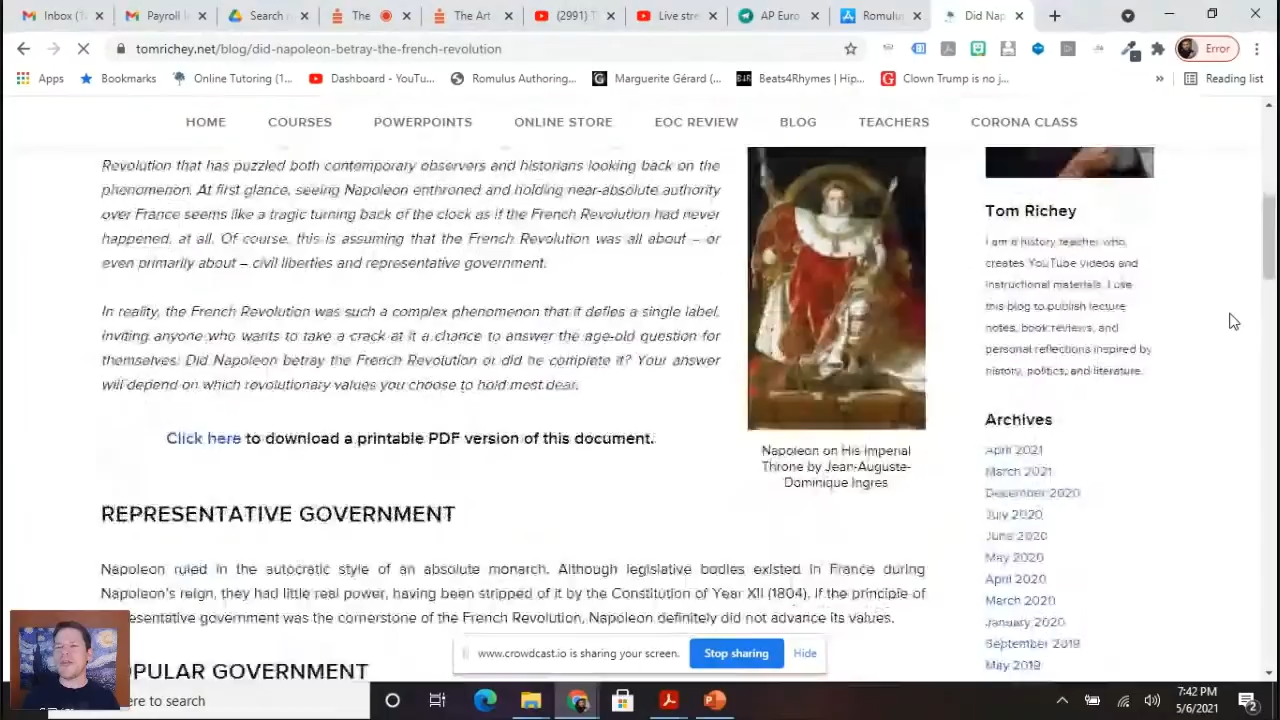 Inbox (1
Payroll I
Search r
The
The Art
(2991) T
Live stre
AP Euro
Romulus
Did Nap
tomrichey.net/blog/did-napoleon-betray-the-french-revolution
Error
Apps
Bookmarks
Online Tutoring (1...
Dashboard - YouTu...
Romulus Authoring...
Marguerite Gérard (...
Beats4Rhymes | Hip...
Clown Trump is no j...
»
Reading list
HOME
COURSES
POWERPOINTS
ONLINE STORE
EOC REVIEW
BLOG
TEACHERS
CORONA CLASS
Revolution that has puzzled both contemporary observers and historians looking back on the
phenomenon. At first glance, seeing Napoleon enthroned and holding near-absolute authority
over France seems like a tragic turning back of the clock as if the French Revolution had never
happened, at all. Of course, this is assuming that the French Revolution was all about – or
even primarily about – civil liberties and representative government.
In reality, the French Revolution was such a complex phenomenon that it defies a single label,
inviting anyone who wants to take a crack at it a chance to answer the age-old question for
themselves: Did Napoleon betray the French Revolution or did he complete it? Your answer
will depend on which revolutionary values you choose to hold most dear.
Click here to download a printable PDF version of this document.
Napoleon on His Imperial
Throne by Jean-Auguste-
Dominique Ingres
REPRESENTATIVE GOVERNMENT
Napoleon ruled in the autocratic style of an absolute monarch. Although legislative bodies existed in France during
Napoleon's reign, they had little real power, having been stripped of it by the Constitution of Year XII (1804). If the principle of
esentative government was the cornerstone of the French Revolution, Napoleon definitely did not advance its values.
OPULAR GOVERNMENT
Tom Richey
I am a history teacher who
creates YouTube videos and
instructional materials. I use
this blog to publish lecture
notes, book reviews, and
personal reflections inspired by
history, politics, and literature.
Archives
April 2021
March 2021
December 2020
July 2020
June 2020
May 2020
April 2020
March 2020
January 2020
September 2019
May 2019
www.crowdcast.io is sharing your screen.
Stop sharing
Hide
ere to search
7:42 PM
5/6/2021
2